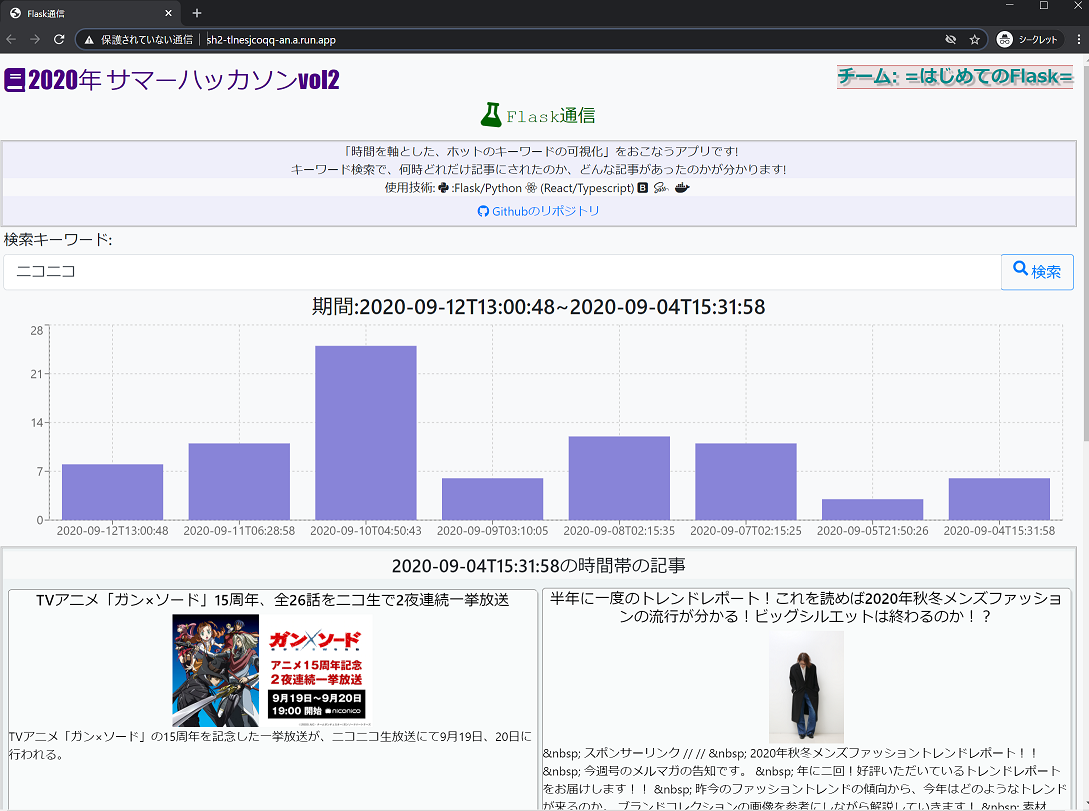 Flask通信
保護されていない通信 sh2-tlnesjcoqq-an.a.run.app シークレット
2020年 サマーハッカソンvol2
チーム: =はじめてのFlask=
Flask通信
「時間を軸とした、ホットのキーワードの可視化」をおこなうアプリです!
キーワード検索で、何時どれだけ記事にされたのか、どんな記事があったのかが分かります!
使用技術: :Flask/Python (React/Typescript) B
Githubのリポジトリ
検索キーワード:
ニコニコ
検索
期間:2020-09-12T13:00:48~2020-09-04T15:31:58
28
21
14
7
0
2020-09-12T13:00:48 2020-09-11T06:28:58 2020-09-10T04:50:43 2020-09-09T03:10:05 2020-09-08T02:15:35 2020-09-07T02:15:25 2020-09-05T21:50:26 2020-09-04T15:31:58
2020-09-04T15:31:58の時間帯の記事
TVアニメ「ガン×ソード」15周年、全26話をニコ生で2夜連続一挙放送
ガン×ソード
アニメ15周年記念
2夜連続一挙放送
9月19日〜9月20日
19:00 開始 niconico
TVアニメ「ガン×ソード」の15周年を記念した一挙放送が、ニコニコ生放送にて9月19日、20日に
行われる。
半年に一度のトレンドレポート！これを読めば2020年秋冬メンズファッショ
ンの流行が分かる！ビッグシルエットは終わるのか！？
&nbsp; スポンサーリンク // // &nbsp; 2020年秋冬メンズファッショントレンドレポート！！
&nbsp; 今週号のメルマガの告知です。 &nbsp; 年に二回！好評いただいているトレンドレポート
をお届けします！！ &nbsp; 昨今のファッショントレンドの傾向から、今年はどのようなトレンド
が来るのか、ブランドコレクションの画像を参考にしながら解説していきます！ &nbsp; 素材